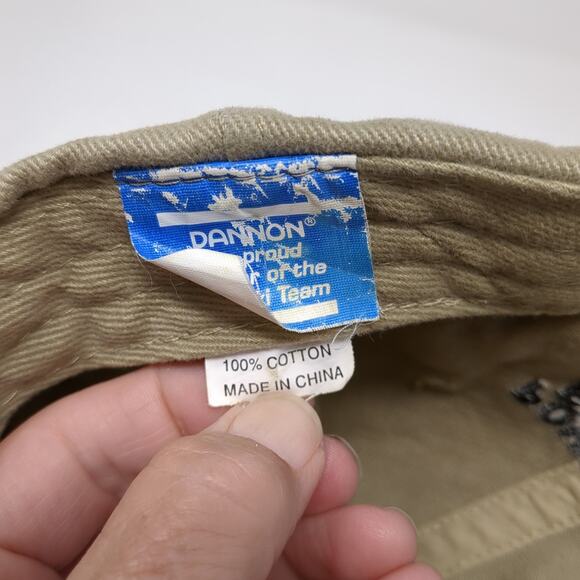 DANNON®
proud
of the
Team
100% COTTON
MADE IN CHINA